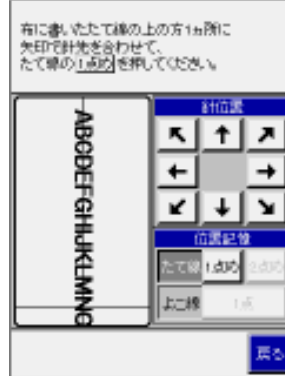 布に書いたたて線の上の方1ヵ所に
矢印で針先を合わせて、
たて線の1点めを押してください。
ABCDEFGHIJKLMNO
針位置
位置記憶
たて線 1点め 2点め
よこ線 1点
戻る